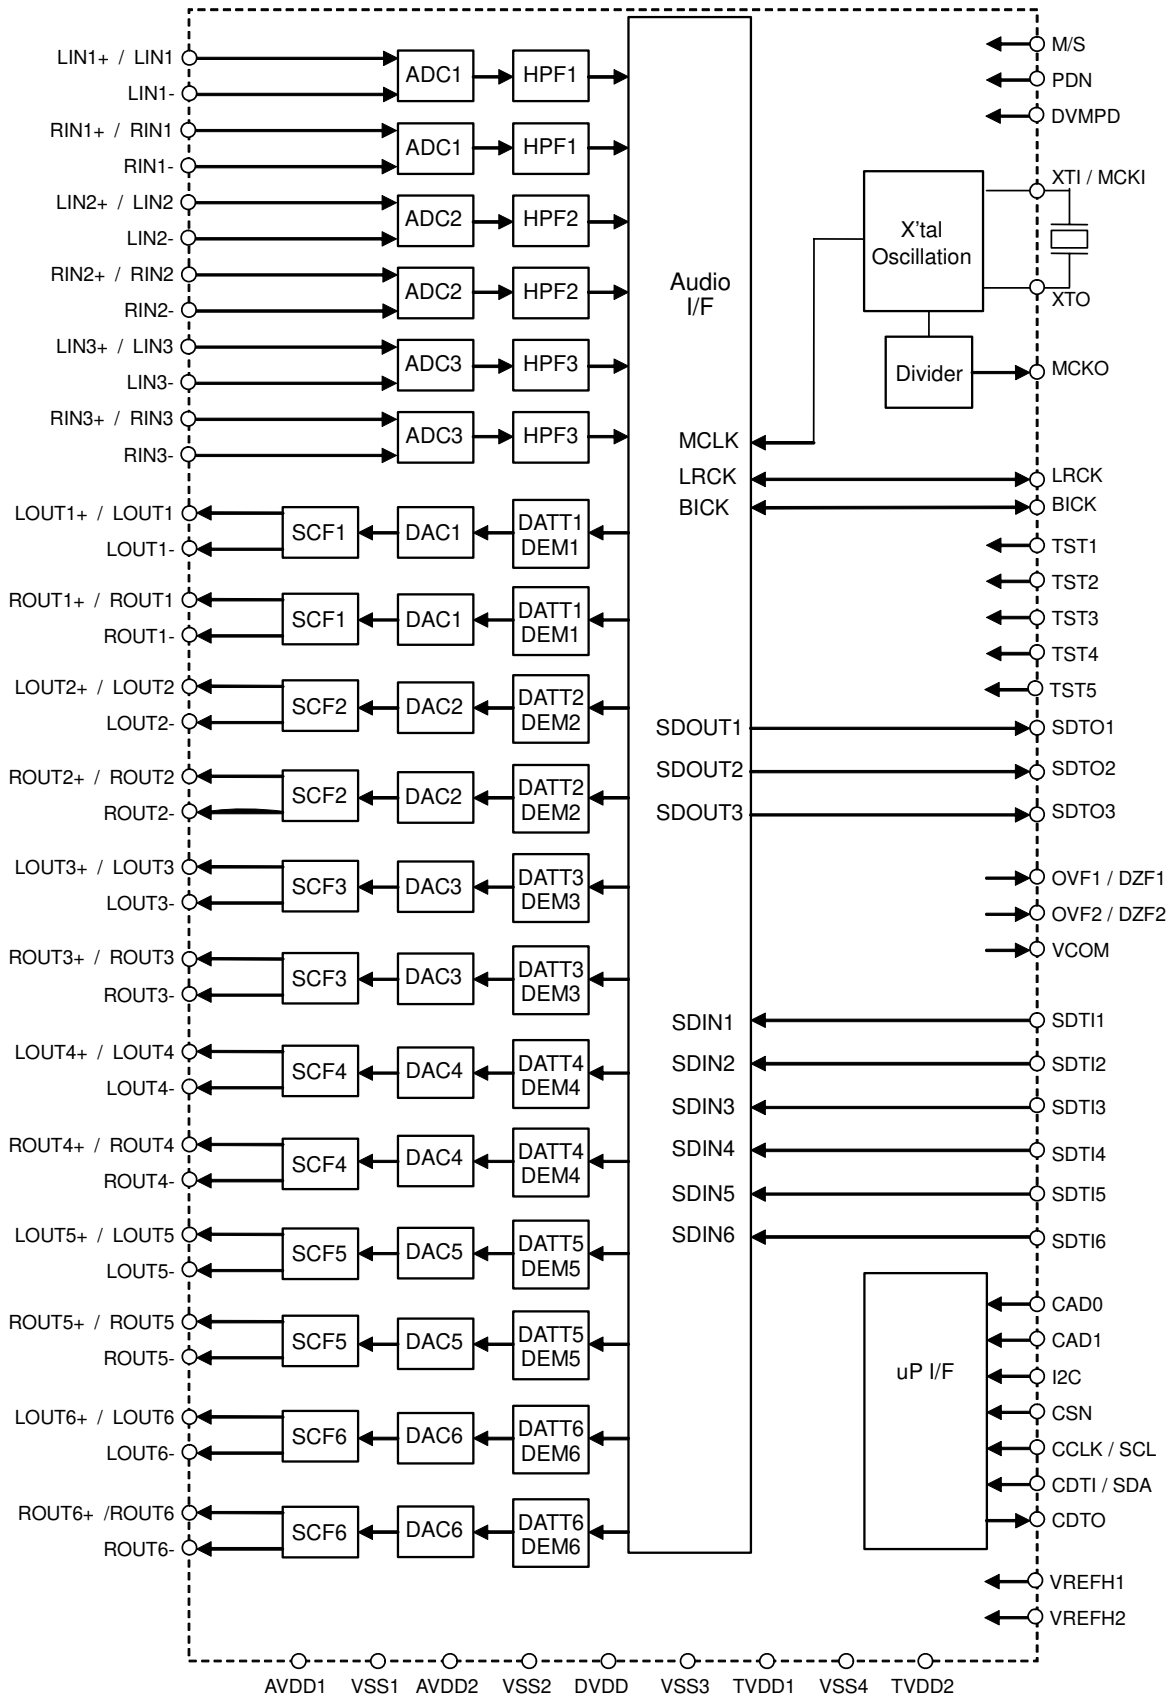 LIN1+ / LIN1
LIN1-
RIN1+ / RIN1
RIN1-
LIN2+ / LIN2
LIN2-
RIN2+ / RIN2
RIN2-
LIN3+ / LIN3
LIN3-
RIN3+ / RIN3
RIN3-
LOUT1+ / LOUT1
LOUT1-
ROUT1+ / ROUT1
ROUT1-
LOUT2+ / LOUT2
LOUT2-
ROUT2+ / ROUT2
ROUT2-
LOUT3+ / LOUT3
LOUT3-
ROUT3+ / ROUT3
ROUT3-
LOUT4+ / LOUT4
LOUT4-
ROUT4+ / ROUT4
ROUT4-
LOUT5+ / LOUT5
LOUT5-
ROUT5+ / ROUT5
ROUT5-
LOUT6+ / LOUT6
LOUT6-
ROUT6+ /ROUT6
ROUT6-
ADC1 HPF1
ADC1 HPF1
ADC2 HPF2
ADC2 HPF2
ADC3 HPF3
ADC3 HPF3
SCF1 DAC1 DATT1
DEM1
SCF1 DAC1 DATT1
DEM1
SCF2 DAC2 DATT2
DEM2
SCF2 DAC2 DATT2
DEM2
SCF3 DAC3 DATT3
DEM3
SCF3 DAC3 DATT3
DEM3
SCF4 DAC4 DATT4
DEM4
SCF4 DAC4 DATT4
DEM4
SCF5 DAC5 DATT5
DEM5
SCF5 DAC5 DATT5
DEM5
SCF6 DAC6 DATT6
DEM6
SCF6 DAC6 DATT6
DEM6
Audio
I/F
MCLK
LRCK
BICK
SDOUT1
SDOUT2
SDOUT3
SDIN1
SDIN2
SDIN3
SDIN4
SDIN5
SDIN6
X'tal
Oscillation
Divider
uP I/F
M/S
PDN
DVMPD
XTI / MCKI
XTO
MCKO
LRCK
BICK
TST1
TST2
TST3
TST4
TST5
SDTO1
SDTO2
SDTO3
OVF1 / DZF1
OVF2 / DZF2
VCOM
SDTI1
SDTI2
SDTI3
SDTI4
SDTI5
SDTI6
CAD0
CAD1
I2C
CSN
CCLK / SCL
CDTI / SDA
CDTO
VREFH1
VREFH2
AVDD1 VSS1 AVDD2 VSS2 DVDD VSS3 TVDD1 VSS4 TVDD2